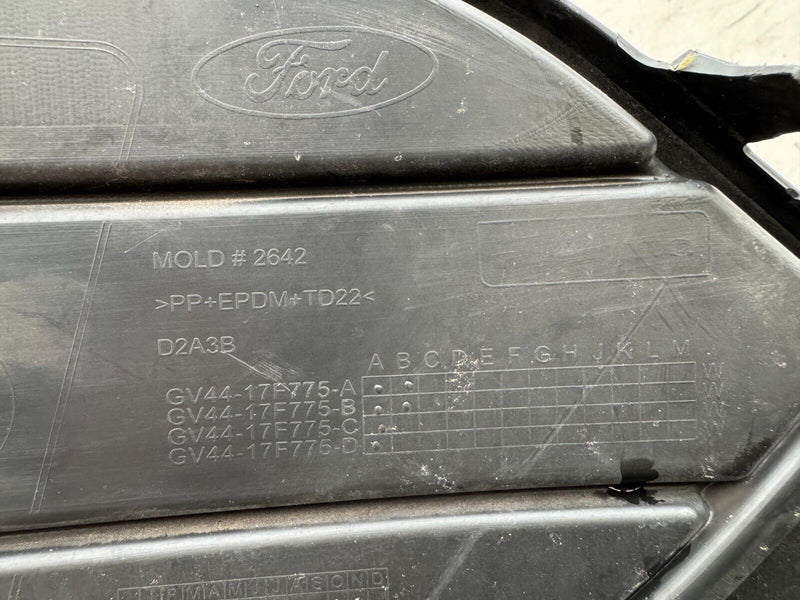 Ford
MOLD # 2642
>PP+EPDM+TD22<
D2A3B
A B C D E F G H J K L M
GV44-17F775-A W
GV44-17F775-B W
GV44-17F775-C W
GV44-17F775-D W
J F M A M J J A S O N D